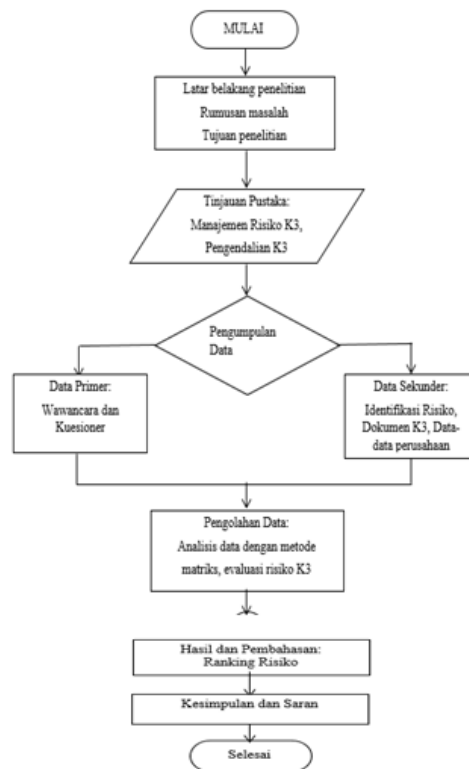 MULAI
Latar belakang penelitian
Rumusan masalah
Tujuan penelitian
Tinjauan Pustaka:
Manajemen Risiko K3,
Pengendalian K3
Pengumpulan
Data
Data Primer:
Wawancara dan
Kuesioner
Data Sekunder:
Identifikasi Risiko,
Dokumen K3, Data-
data perusahaan
Pengolahan Data:
Analisis data dengan metode
matriks, evaluasi risiko K3
Hasil dan Pembahasan:
Ranking Risiko
Kesimpulan dan Saran
Selesai